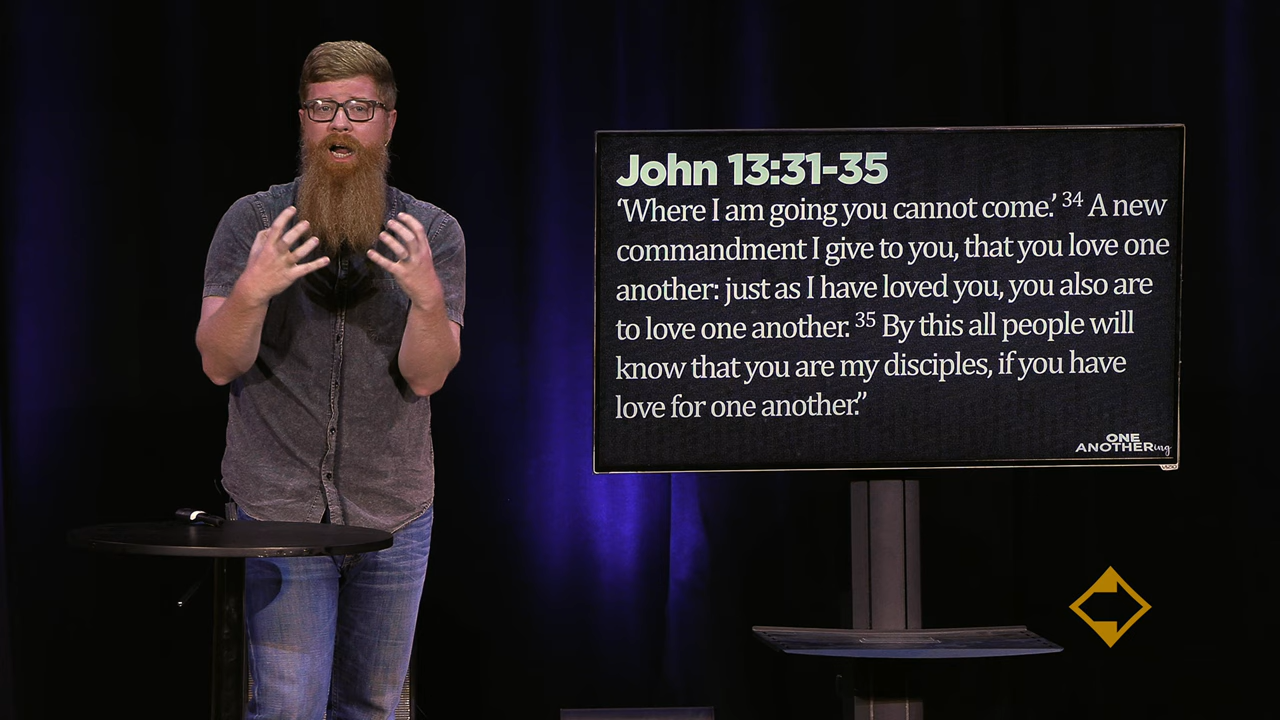 John 13:31-35
‘Where I am going you cannot come.’ 34 A new
commandment I give to you, that you love one
another: just as I have loved you, you also are
to love one another. 35 By this all people will
know that you are my disciples, if you have
love for one another.”
ONE
ANOTHERing